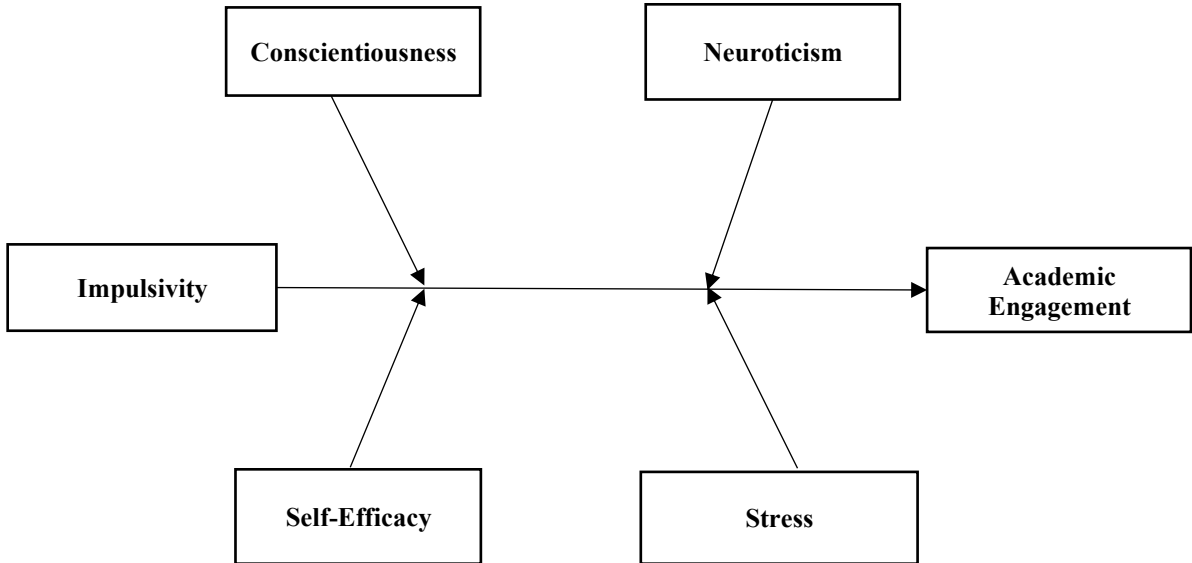 Conscientiousness
Neuroticism
Impulsivity
Academic
Engagement
Self-Efficacy
Stress